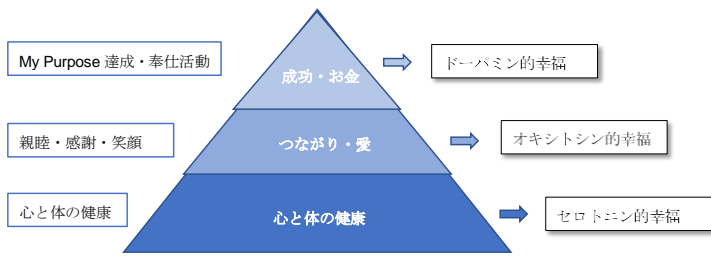 My Purpose 達成・奉仕活動
成功・お金
ドーパミン的幸福
親睦・感謝・笑顔
つながり・愛
オキシトシン的幸福
心と体の健康
心と体の健康
セロトニン的幸福